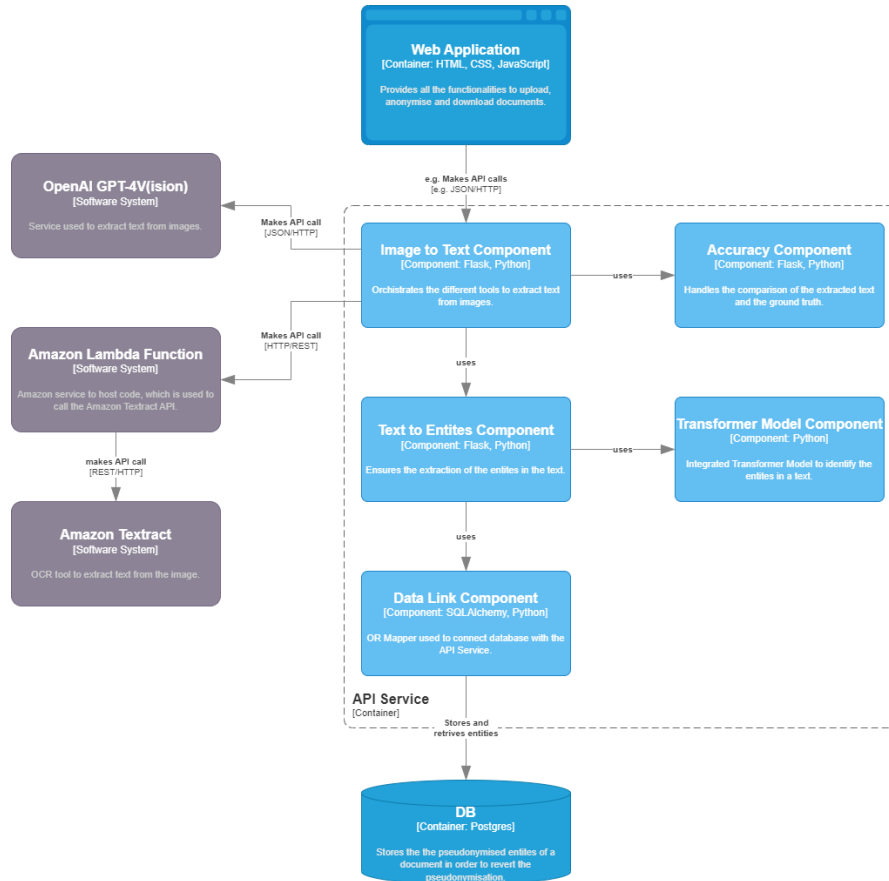 Web Application
[Container: HTML, CSS, JavaScript]
Provides all the functionalities to upload,
anonymise and download documents.
e.g. Makes API calls
[e.g. JSON/HTTP]
OpenAI GPT-4V(ision)
[Software System]
Service used to extract text from images.
Makes API call
[JSON/HTTP]
Image to Text Component
[Component: Flask, Python]
Orchistrates the different tools to extract text
from images.
uses
Accuracy Component
[Component: Flask, Python]
Handles the comparison of the extracted text
and the ground truth.
Makes API call
[HTTP/REST]
Amazon Lambda Function
[Software System]
Amazon service to host code, which is used to
call the Amazon Textract API.
uses
Text to Entites Component
[Component: Flask, Python]
Ensures the extraction of the entites in the text.
uses
Transformer Model Component
[Component: Python]
Integrated Transformer Model to identify the
entites in a text.
makes API call
[REST/HTTP]
Amazon Textract
[Software System]
OCR tool to extract text from the image.
uses
Data Link Component
[Component: SQLAlchemy, Python]
OR Mapper used to connect database with the
API Service.
API Service
[Container]
Stores and
retrives entities
DB
[Container: Postgres]
Stores the the pseudonymised entites of a
document in order to revert the
pseudonymisation.